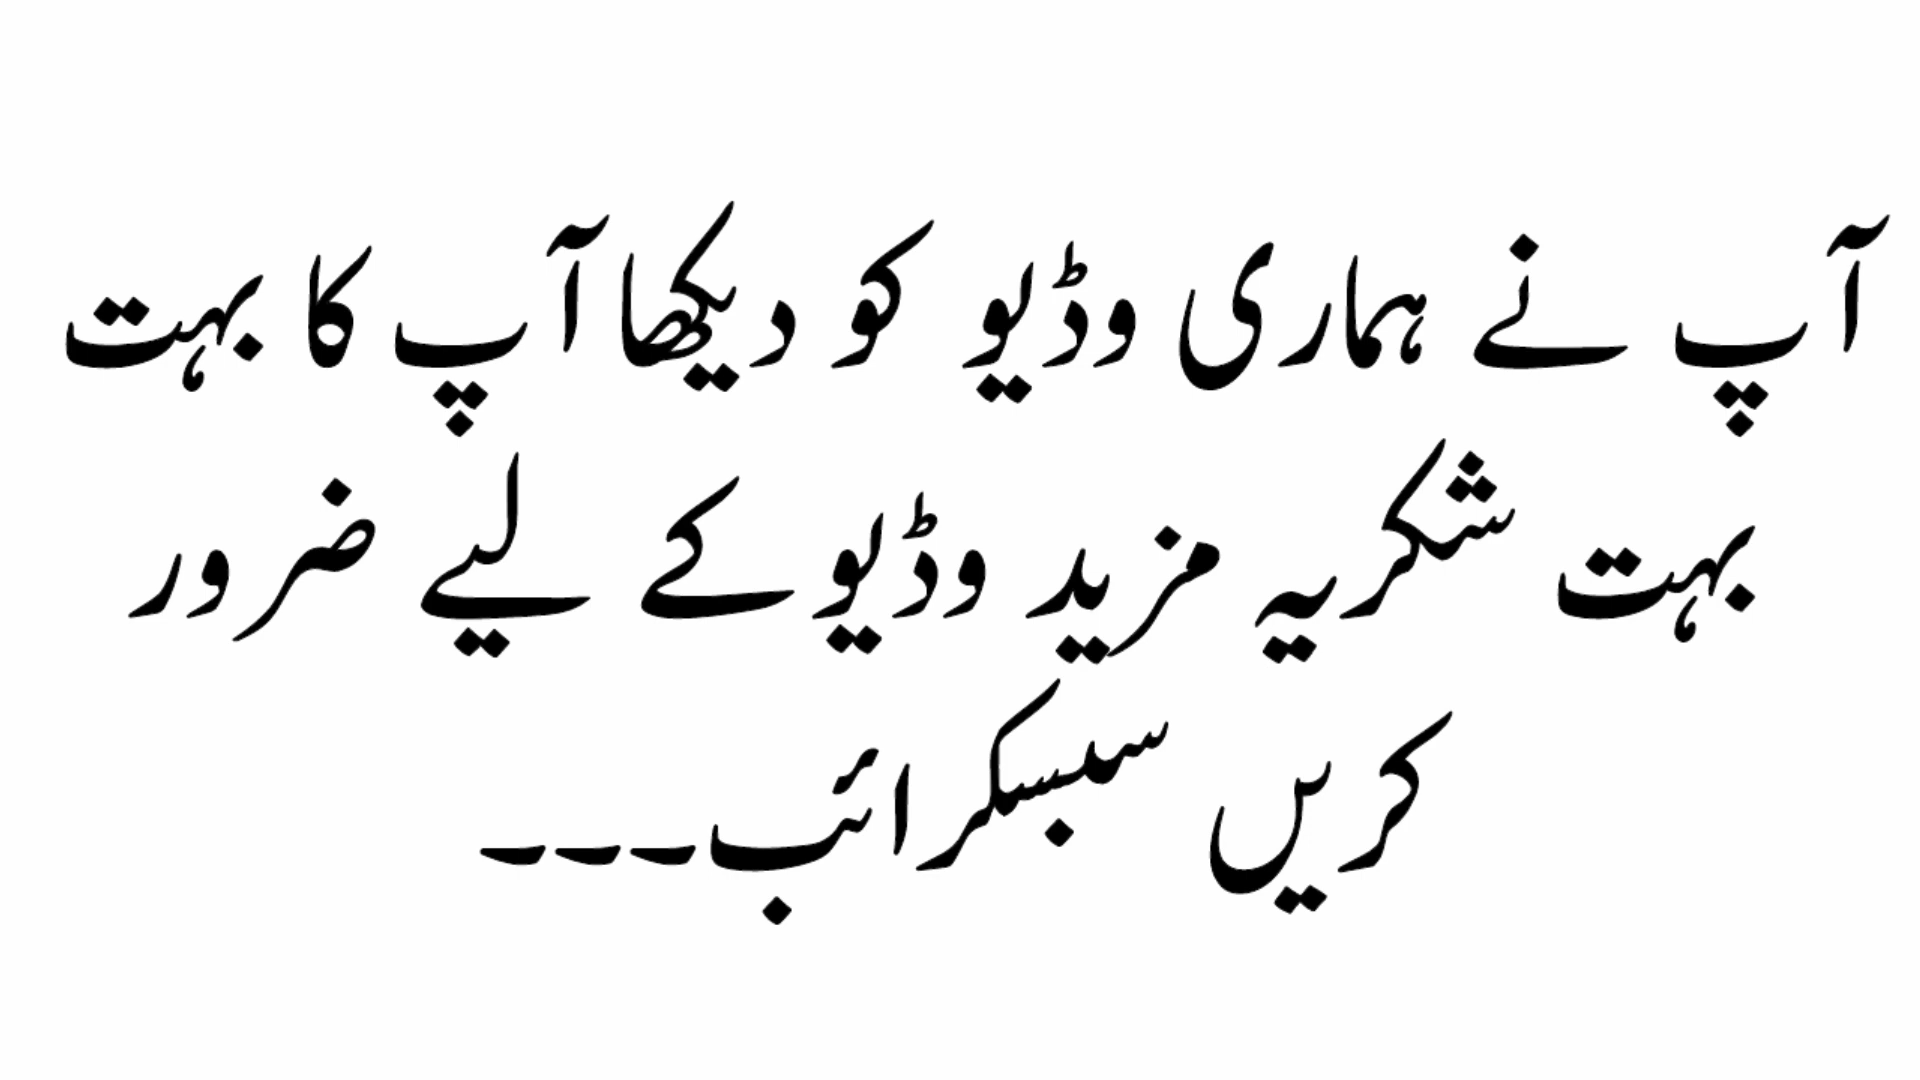 آپ نے ہماری وڈیو کو دیکھا آپ کا بہت
بہت شکریہ مزید وڈیو کے لیے ضرور
کریں سبسکرائب۔۔۔